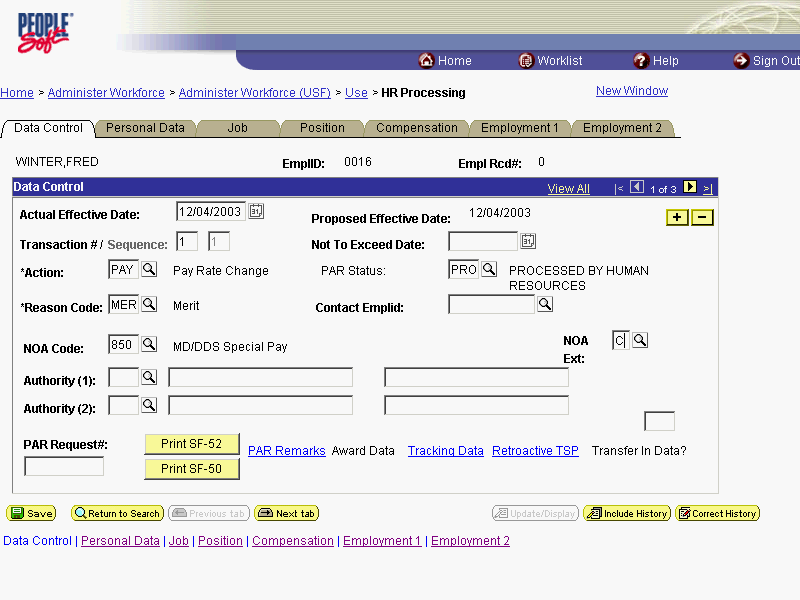 PEOPLE
Soft
Home Worklist Help Sign Out
Home > Administer Workforce > Administer Workforce (USF) > Use > HR Processing New Window
Data Control Personal Data Job Position Compensation Employment 1 Employment 2
WINTER,FRED EmplID: 0016 Empl Rcd#: 0
Data Control View All |< 1 of 3 >|
Actual Effective Date: 12/04/2003 31 Proposed Effective Date: 12/04/2003 + −
Transaction # / Sequence: 1 1 Not To Exceed Date: 31
*Action: PAY Pay Rate Change PAR Status: PRO PROCESSED BY HUMAN
RESOURCES
*Reason Code: MER Merit Contact Emplid:
NOA Code: 850 MD/DDS Special Pay NOA
Ext: C
Authority (1):
Authority (2):
PAR Request#: Print SF-52 PAR Remarks Award Data Tracking Data Retroactive TSP Transfer In Data?
Print SF-50
Save Return to Search Previous tab Next tab Update/Display Include History Correct History
Data Control | Personal Data | Job | Position | Compensation | Employment 1 | Employment 2